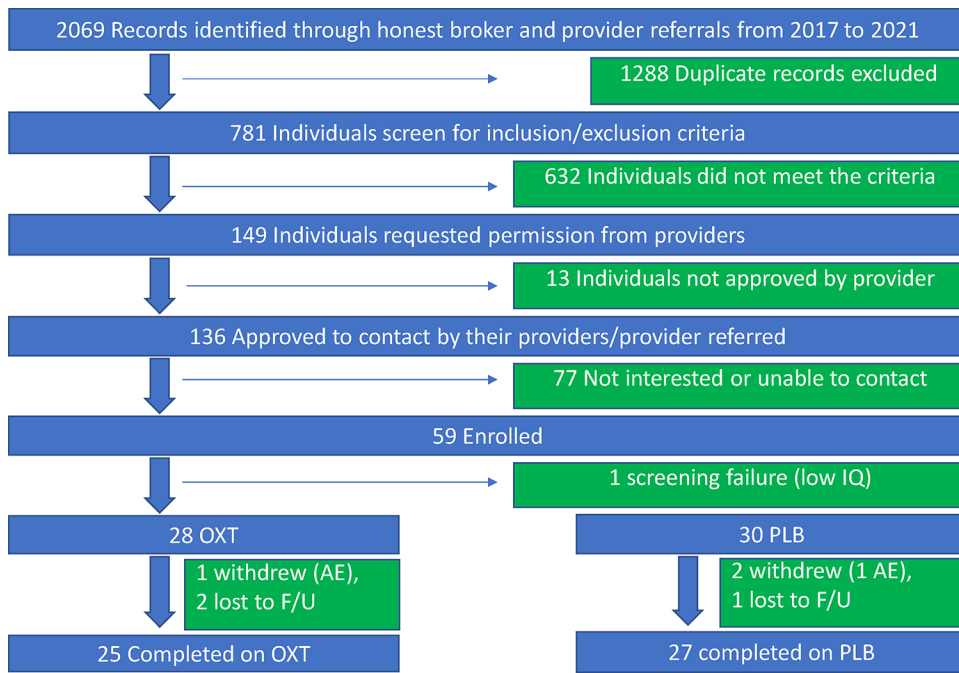 2069 Records identified through honest broker and provider referrals from 2017 to 2021
1288 Duplicate records excluded
781 Individuals screen for inclusion/exclusion criteria
632 Individuals did not meet the criteria
149 Individuals requested permission from providers
13 Individuals not approved by provider
136 Approved to contact by their providers/provider referred
77 Not interested or unable to contact
59 Enrolled
1 screening failure (low IQ)
28 OXT
30 PLB
1 withdrew (AE),
2 lost to F/U
2 withdrew (1 AE),
1 lost to F/U
25 Completed on OXT
27 completed on PLB